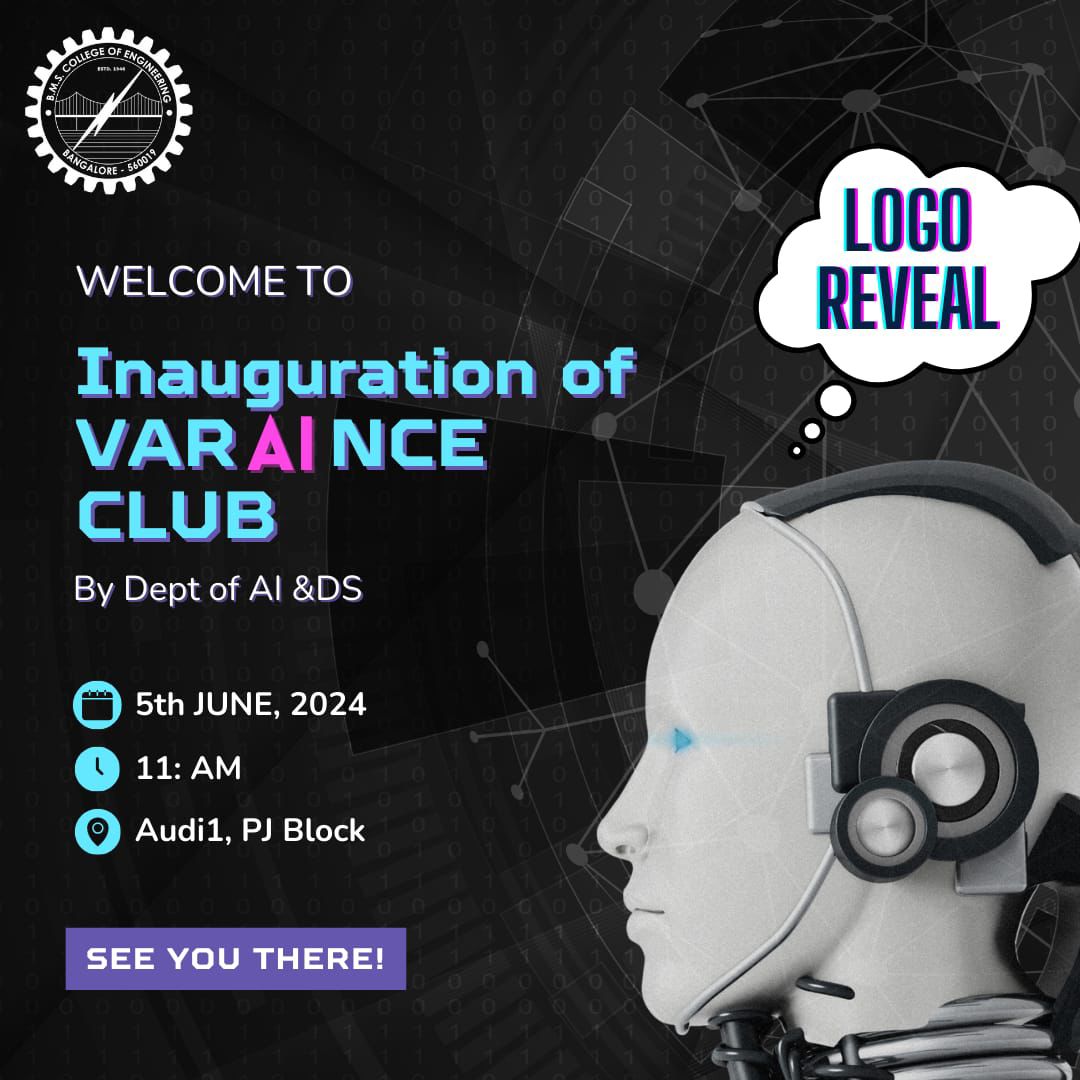 B.M.S. COLLEGE OF ENGINEERING
ESTD. 1946
BANGALORE - 560019
LOGO
REVEAL
WELCOME TO
Inauguration of
VARAINCE
CLUB
By Dept of AI &DS
5th JUNE, 2024
11: AM
Audi1, PJ Block
SEE YOU THERE!